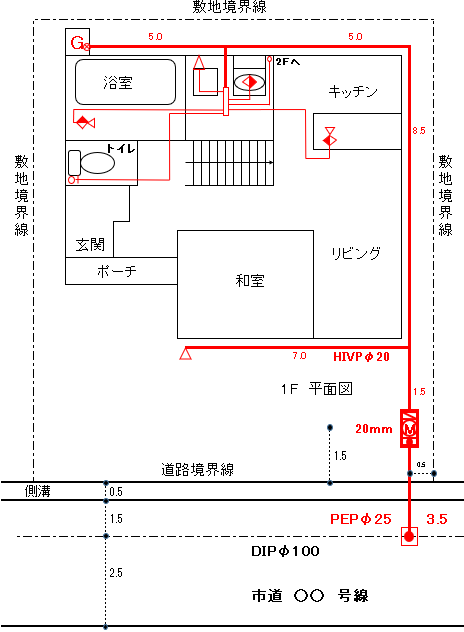 敷地境界線
G
5.0
5.0
2Fへ
浴室
キッチン
8.5
トイレ
敷地境界線
敷地境界線
玄関
リビング
ポーチ
和室
HIVPφ20
7.0
1F 平面図
1.5
20mm
M
1.5
0.5
道路境界線
側溝
0.5
1.5
PEPφ25 3.5
DIPφ100
2.5
市道 〇〇 号線